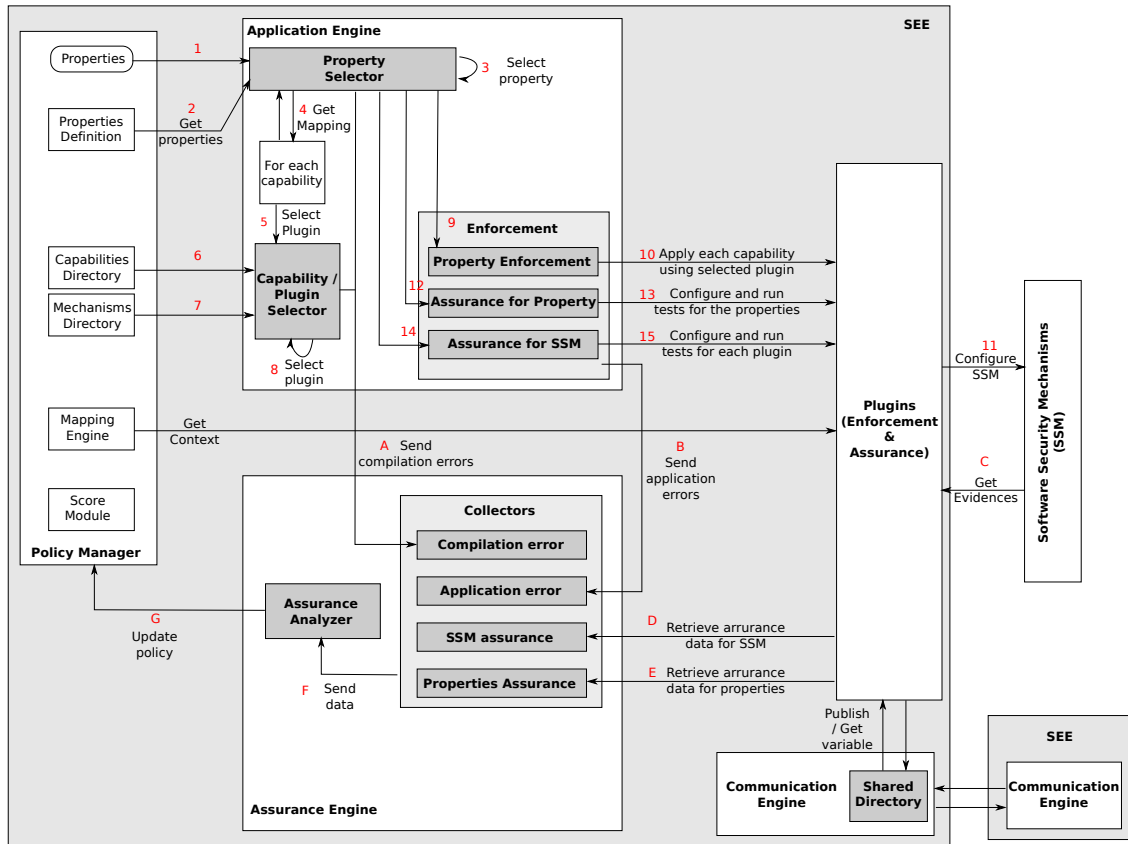 SEE
Application Engine
Properties
1
Property
Selector
3
Select
property
2
Get
properties
Properties
Definition
4 Get
Mapping
For each
capability
5 Select
Plugin
Enforcement
9
Capabilities
Directory
6
Capability /
Plugin
Selector
Property Enforcement
10 Apply each capability
using selected plugin
Mechanisms
Directory
7
12
Assurance for Property
13 Configure and run
tests for the properties
14
Assurance for SSM
15 Configure and run
tests for each plugin
8 Select
plugin
11
Configure
SSM
Software Security Mechanisms
(SSM)
Plugins
(Enforcement
&
Assurance)
Mapping
Engine
Get
Context
A Send
compilation errors
B
Send
application
errors
C
Get
Evidences
Score
Module
Policy Manager
Collectors
Compilation error
Application error
Assurance
Analyzer
G
Update
policy
SSM assurance
D Retrieve arrurance
data for SSM
Properties Assurance
E Retrieve arrurance
data for properties
F Send
data
Publish
/ Get
variable
Assurance Engine
Communication
Engine
Shared
Directory
SEE
Communication
Engine